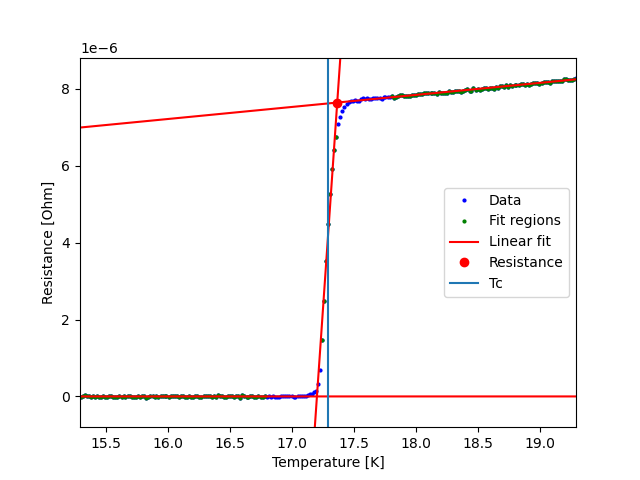 1e−6
8
6
4
2
0
Resistance [Ohm]
Data
Fit regions
Linear fit
Resistance
Tc
15.5 16.0 16.5 17.0 17.5 18.0 18.5 19.0
Temperature [K]